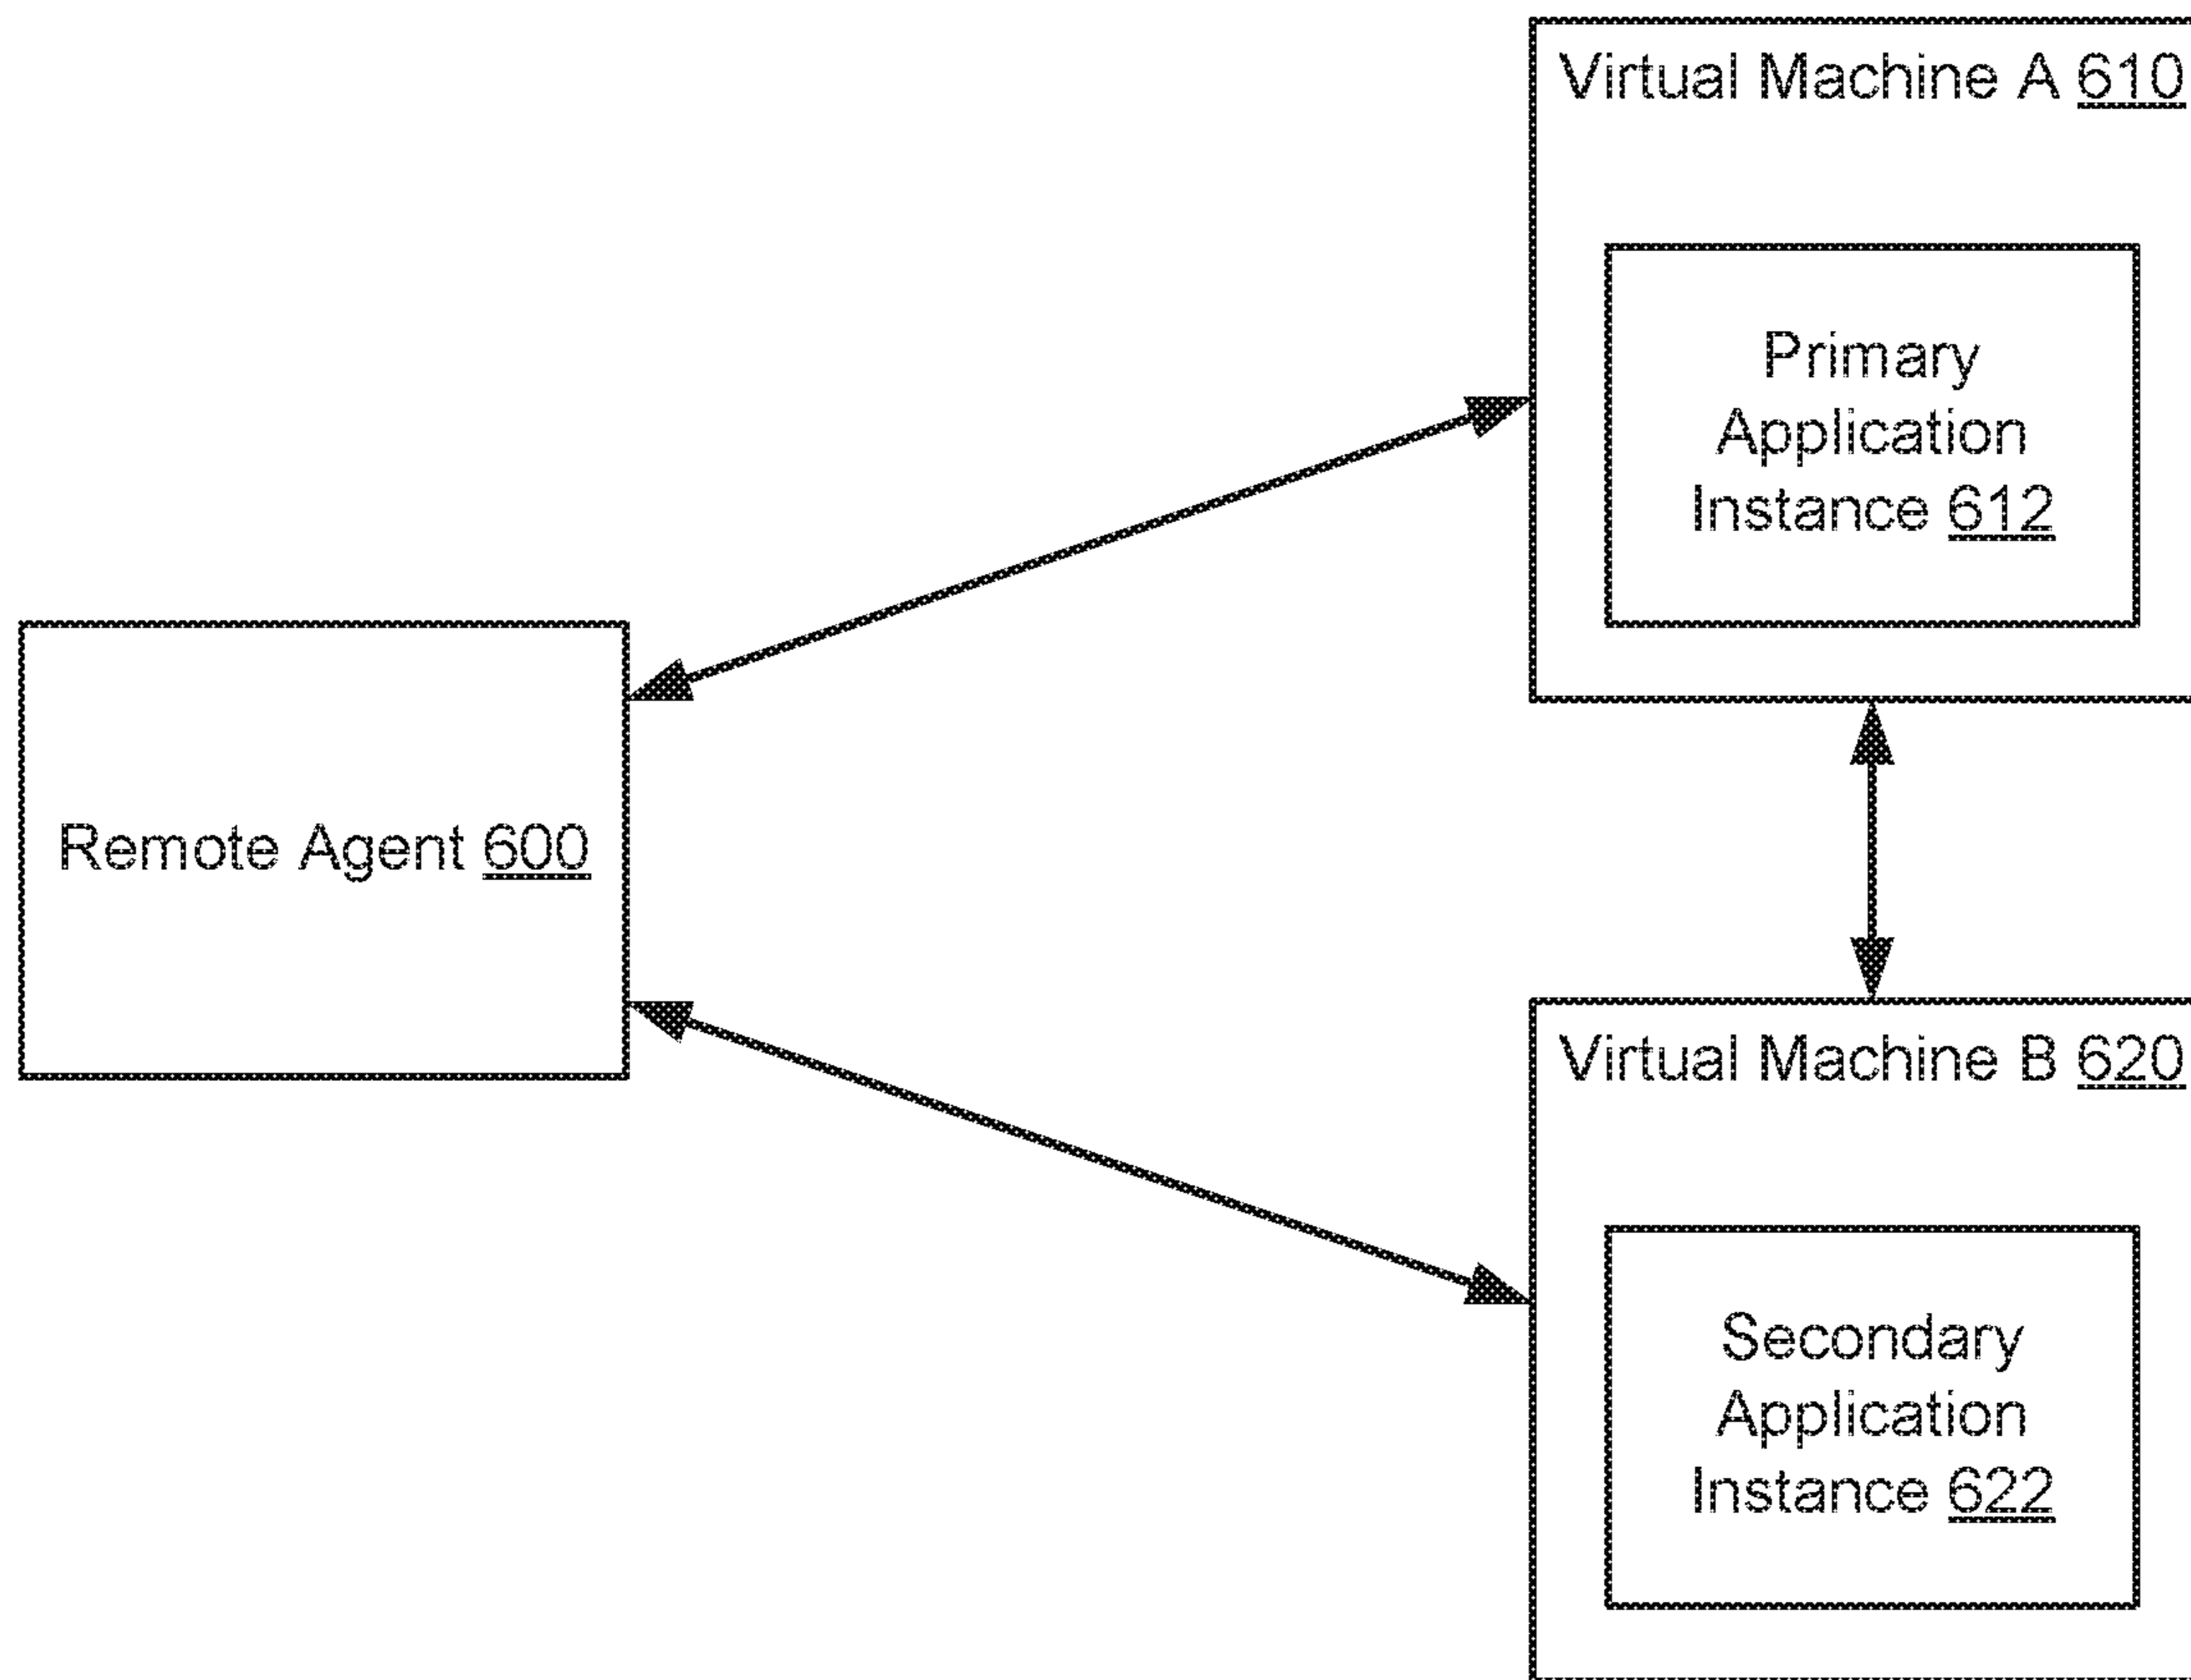 Virtual Machine A 610
Primary
Application
Instance 612
Remote Agent 600
Virtual Machine B 620
Secondary
Application
Instance 622